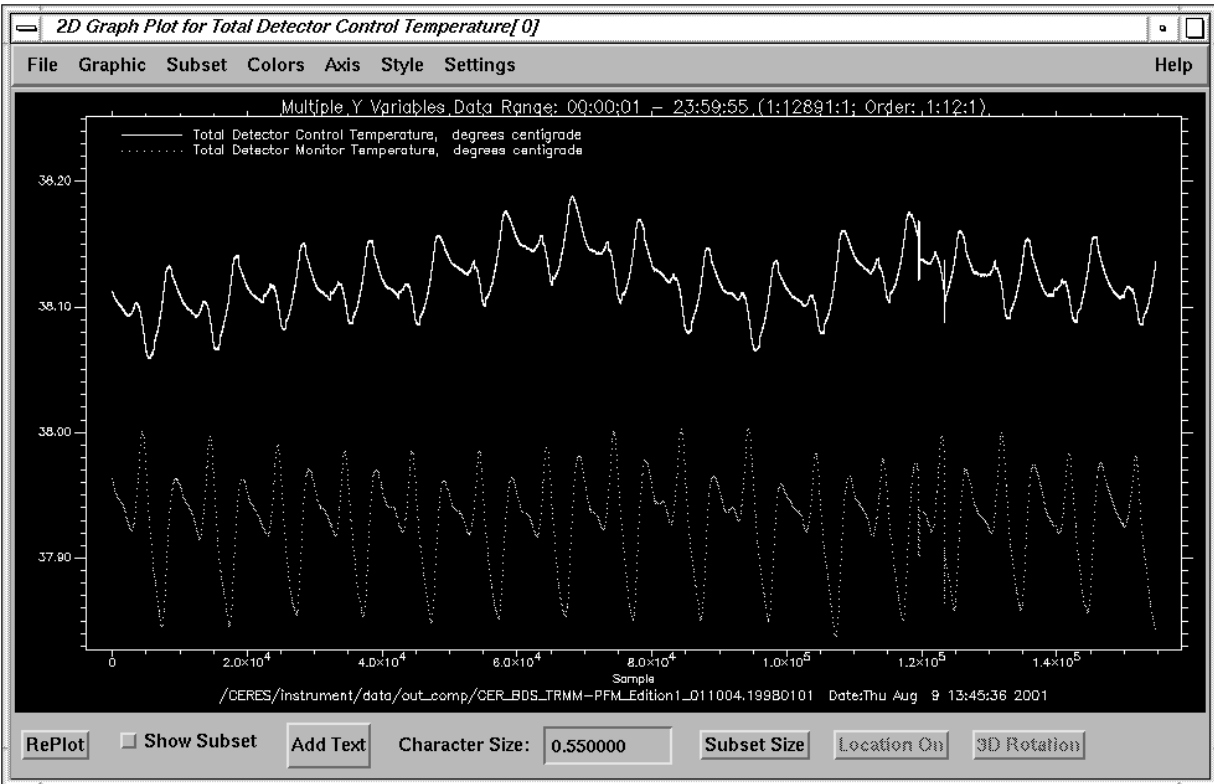 2D Graph Plot for Total Detector Control Temperature[ 0]
File Graphic Subset Colors Axis Style Settings Help
Multiple Y Variables Data Range: 00:00:01 – 23:59:55 (1:12891:1; Order: 1:12:1)
Total Detector Control Temperature, degrees centigrade
Total Detector Monitor Temperature, degrees centigrade
38.20
38.10
38.00
37.90
0 2.0×10⁴ 4.0×10⁴ 6.0×10⁴ 8.0×10⁴ 1.0×10⁵ 1.2×10⁵ 1.4×10⁵
Sample
/CERES/instrument/data/out_comp/CER_BDS_TRMM–PFM_Edition1_011004.19980101 Date:Thu Aug 9 13:45:36 2001
RePlot Show Subset Add Text Character Size: 0.550000 Subset Size Location On 3D Rotation